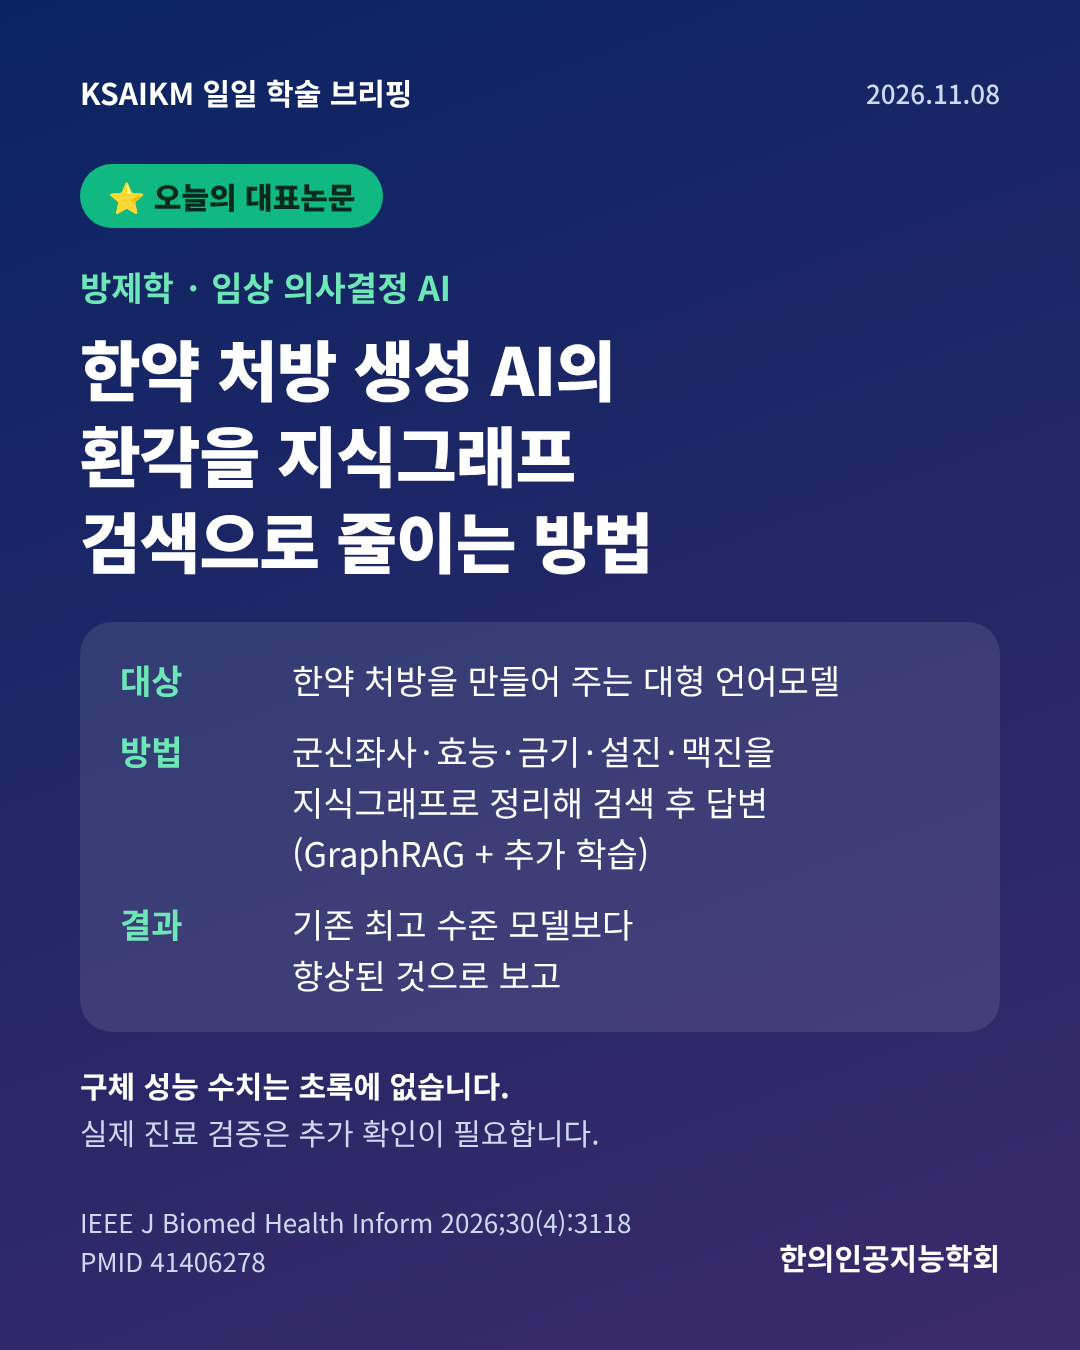 KSAIKM 일일 학술 브리핑
2026.11.08
⭐ 오늘의 대표논문
방제학 · 임상 의사결정 AI
한약 처방 생성 AI의
환각을 지식그래프
검색으로 줄이는 방법
대상
한약 처방을 만들어 주는 대형 언어모델
방법
군신좌사·효능·금기·설진·맥진을
지식그래프로 정리해 검색 후 답변
(GraphRAG + 추가 학습)
결과
기존 최고 수준 모델보다
향상된 것으로 보고
구체 성능 수치는 초록에 없습니다.
실제 진료 검증은 추가 확인이 필요합니다.
IEEE J Biomed Health Inform 2026;30(4):3118
PMID 41406278
한의인공지능학회